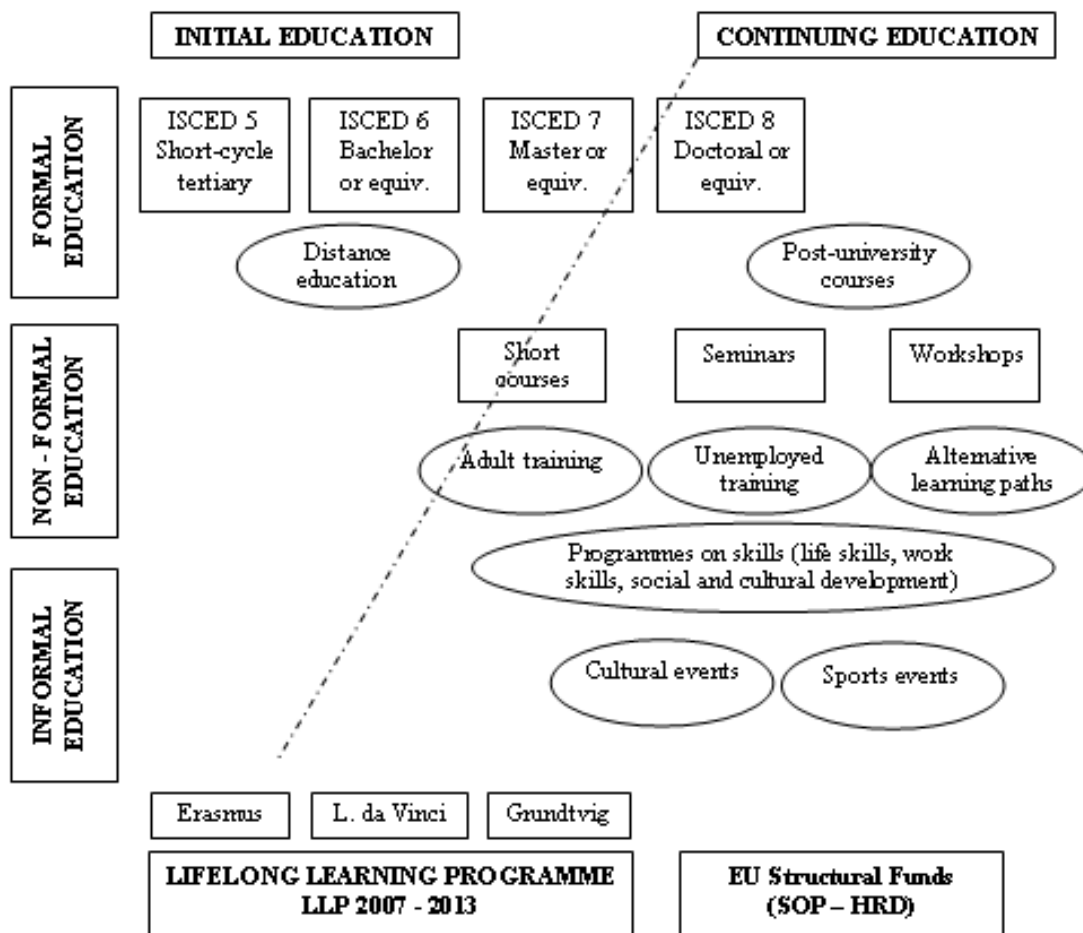 INITIAL EDUCATION
CONTINUING EDUCATION
FORMAL
EDUCATION
ISCED 5
Short-cycle
tertiary
ISCED 6
Bachelor
or equiv.
ISCED 7
Master or
equiv.
ISCED 8
Doctoral or
equiv.
Distance
education
Post-university
courses
NON - FORMAL
EDUCATION
Short
courses
Seminars
Workshops
Adult training
Unemployed
training
Alternative
learning paths
Programmes on skills (life skills, work
skills, social and cultural development)
INFORMAL
EDUCATION
Cultural events
Sports events
Erasmus
L. da Vinci
Grundtvig
LIFELONG LEARNING PROGRAMME
LLP 2007 - 2013
EU Structural Funds
(SOP – HRD)